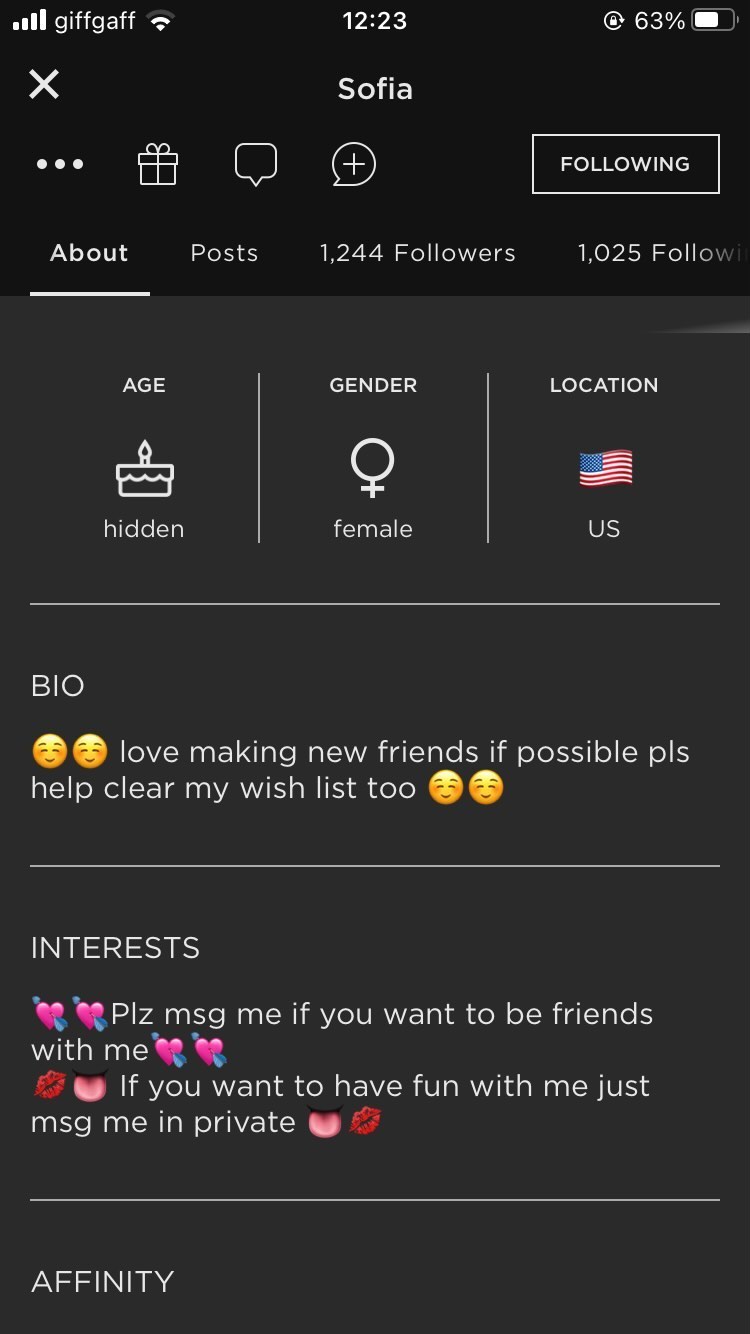 giffgaff 12:23 63%
Sofia
FOLLOWING
About Posts 1,244 Followers 1,025 Followi
AGE GENDER LOCATION
hidden female US
BIO
☺️☺️ love making new friends if possible pls
help clear my wish list too ☺️☺️
INTERESTS
💘💘Plz msg me if you want to be friends
with me💘💘
💋👅 If you want to have fun with me just
msg me in private 👅💋
AFFINITY